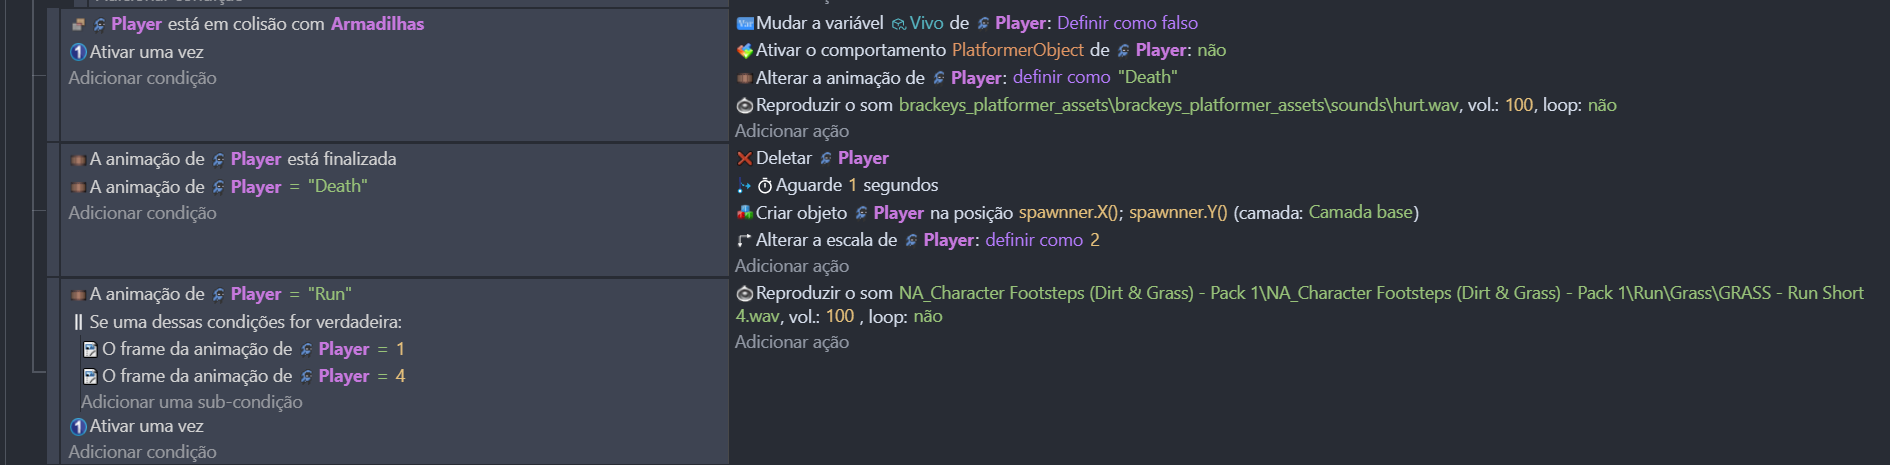 Adicionar condição
Player está em colisão com Armadilhas
Ativar uma vez
Adicionar condição
Mudar a variável Vivo de Player: Definir como falso
Ativar o comportamento PlatformerObject de Player: não
Alterar a animação de Player: definir como "Death"
Reproduzir o som brackeys_platformer_assets\brackeys_platformer_assets\sounds\hurt.wav, vol.: 100, loop: não
Adicionar ação
A animação de Player está finalizada
A animação de Player = "Death"
Adicionar condição
Deletar Player
Aguarde 1 segundos
Criar objeto Player na posição spawnner.X(); spawnner.Y() (camada: Camada base)
Alterar a escala de Player: definir como 2
Adicionar ação
A animação de Player = "Run"
Se uma dessas condições for verdadeira:
O frame da animação de Player = 1
O frame da animação de Player = 4
Adicionar uma sub-condição
Ativar uma vez
Adicionar condição
Reproduzir o som NA_Character Footsteps (Dirt & Grass) - Pack 1\NA_Character Footsteps (Dirt & Grass) - Pack 1\Run\Grass\GRASS - Run Short
4.wav, vol.: 100 , loop: não
Adicionar ação